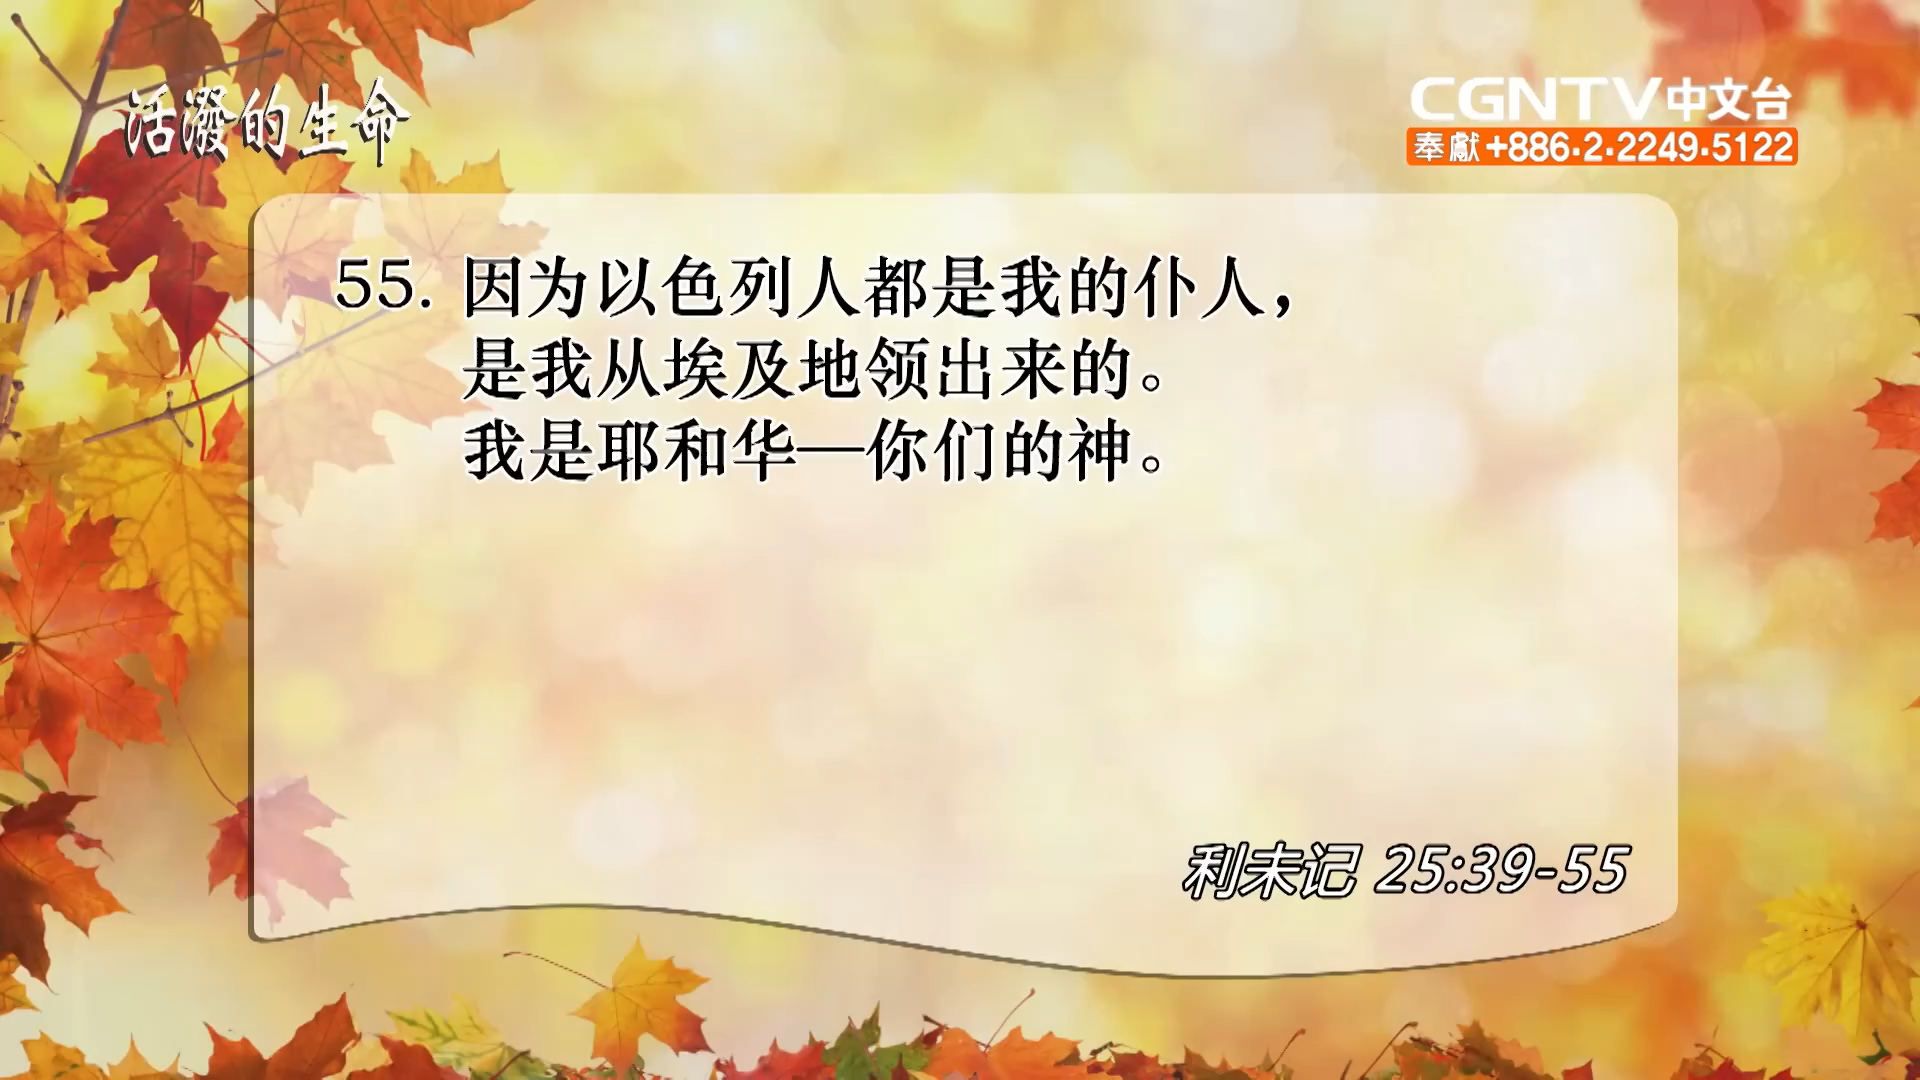 活潑的生命
CGNTV中文台
奉獻+886·2·2249·5122
55. 因为以色列人都是我的仆人，
是我从埃及地领出来的。
我是耶和华—你们的神。
利未记 25:39-55